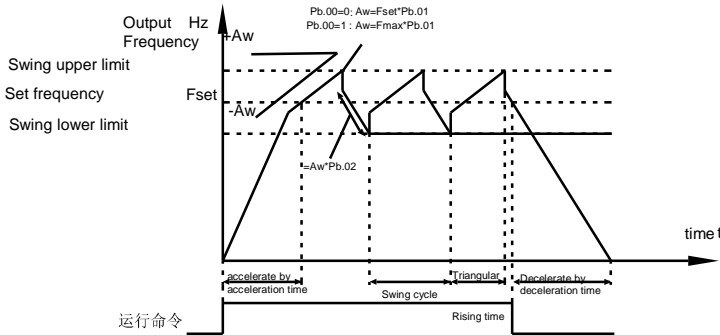 Pb.00=0: Aw=Fset*Pb.01
Pb.00=1 : Aw=Fmax*Pb.01
Output Hz
Frequency
+Aw
Swing upper limit
Set frequency
Fset
-Aw
Swing lower limit
=Aw*Pb.02
time t
accelerate by
acceleration time
Triangular
Decelerate by
deceleration time
Swing cycle
Rising time
运行命令